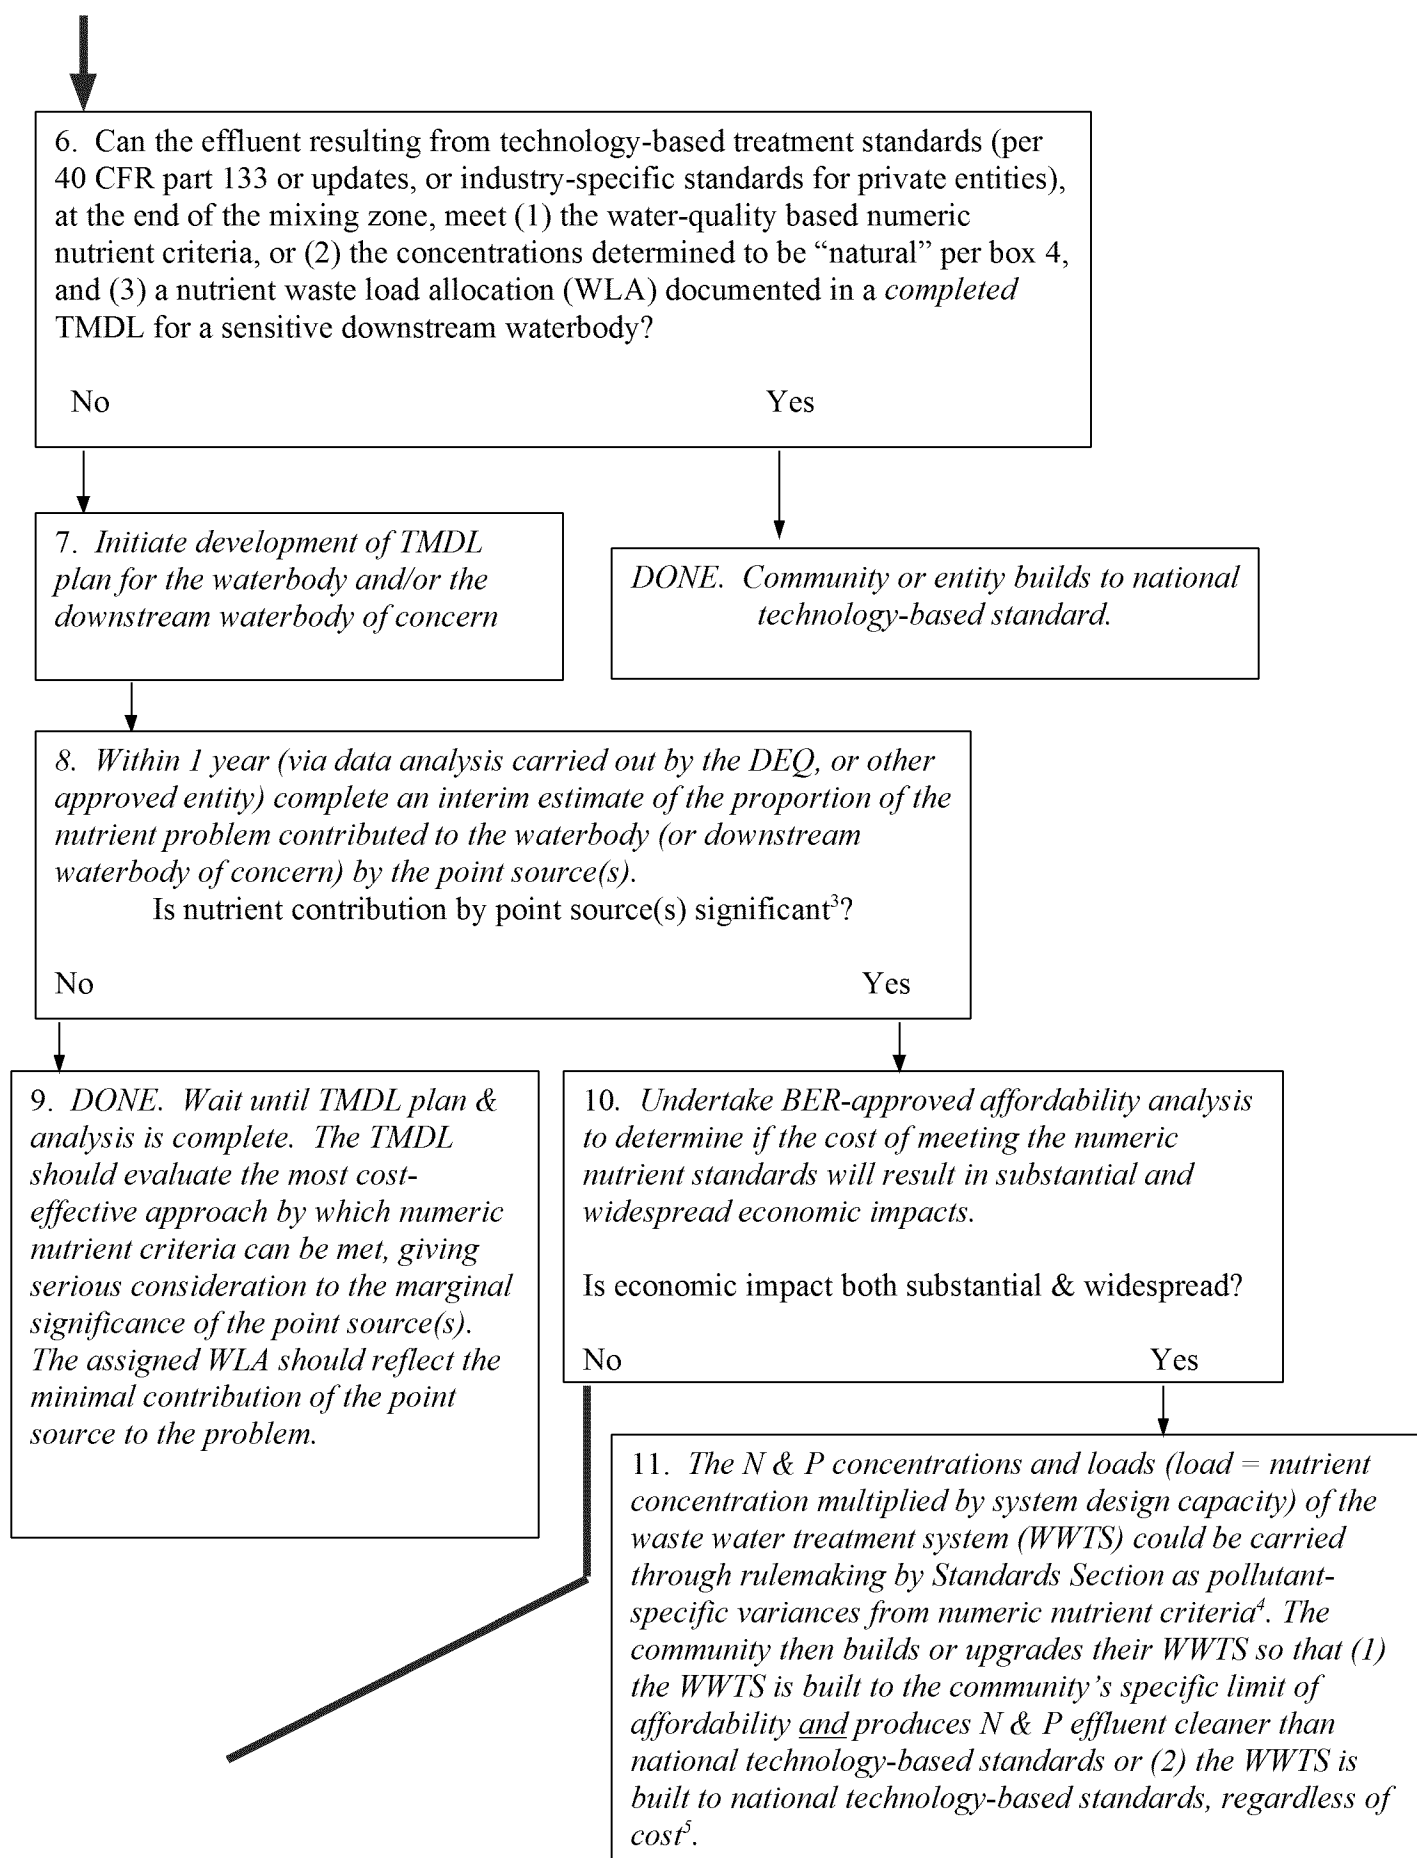 6. Can the effluent resulting from technology-based treatment standards (per
40 CFR part 133 or updates, or industry-specific standards for private entities),
at the end of the mixing zone, meet (1) the water-quality based numeric
nutrient criteria, or (2) the concentrations determined to be “natural” per box 4,
and (3) a nutrient waste load allocation (WLA) documented in a completed
TMDL for a sensitive downstream waterbody?
No
Yes
7. Initiate development of TMDL
plan for the waterbody and/or the
downstream waterbody of concern
DONE. Community or entity builds to national
technology-based standard.
8. Within 1 year (via data analysis carried out by the DEQ, or other
approved entity) complete an interim estimate of the proportion of the
nutrient problem contributed to the waterbody (or downstream
waterbody of concern) by the point source(s).
Is nutrient contribution by point source(s) significant³?
No
Yes
9. DONE. Wait until TMDL plan &
analysis is complete. The TMDL
should evaluate the most cost-
effective approach by which numeric
nutrient criteria can be met, giving
serious consideration to the marginal
significance of the point source(s).
The assigned WLA should reflect the
minimal contribution of the point
source to the problem.
10. Undertake BER-approved affordability analysis
to determine if the cost of meeting the numeric
nutrient standards will result in substantial and
widespread economic impacts.
Is economic impact both substantial & widespread?
No
Yes
11. The N & P concentrations and loads (load = nutrient
concentration multiplied by system design capacity) of the
waste water treatment system (WWTS) could be carried
through rulemaking by Standards Section as pollutant-
specific variances from numeric nutrient criteria⁴. The
community then builds or upgrades their WWTS so that (1)
the WWTS is built to the community’s specific limit of
affordability and produces N & P effluent cleaner than
national technology-based standards or (2) the WWTS is
built to national technology-based standards, regardless of
cost⁵.